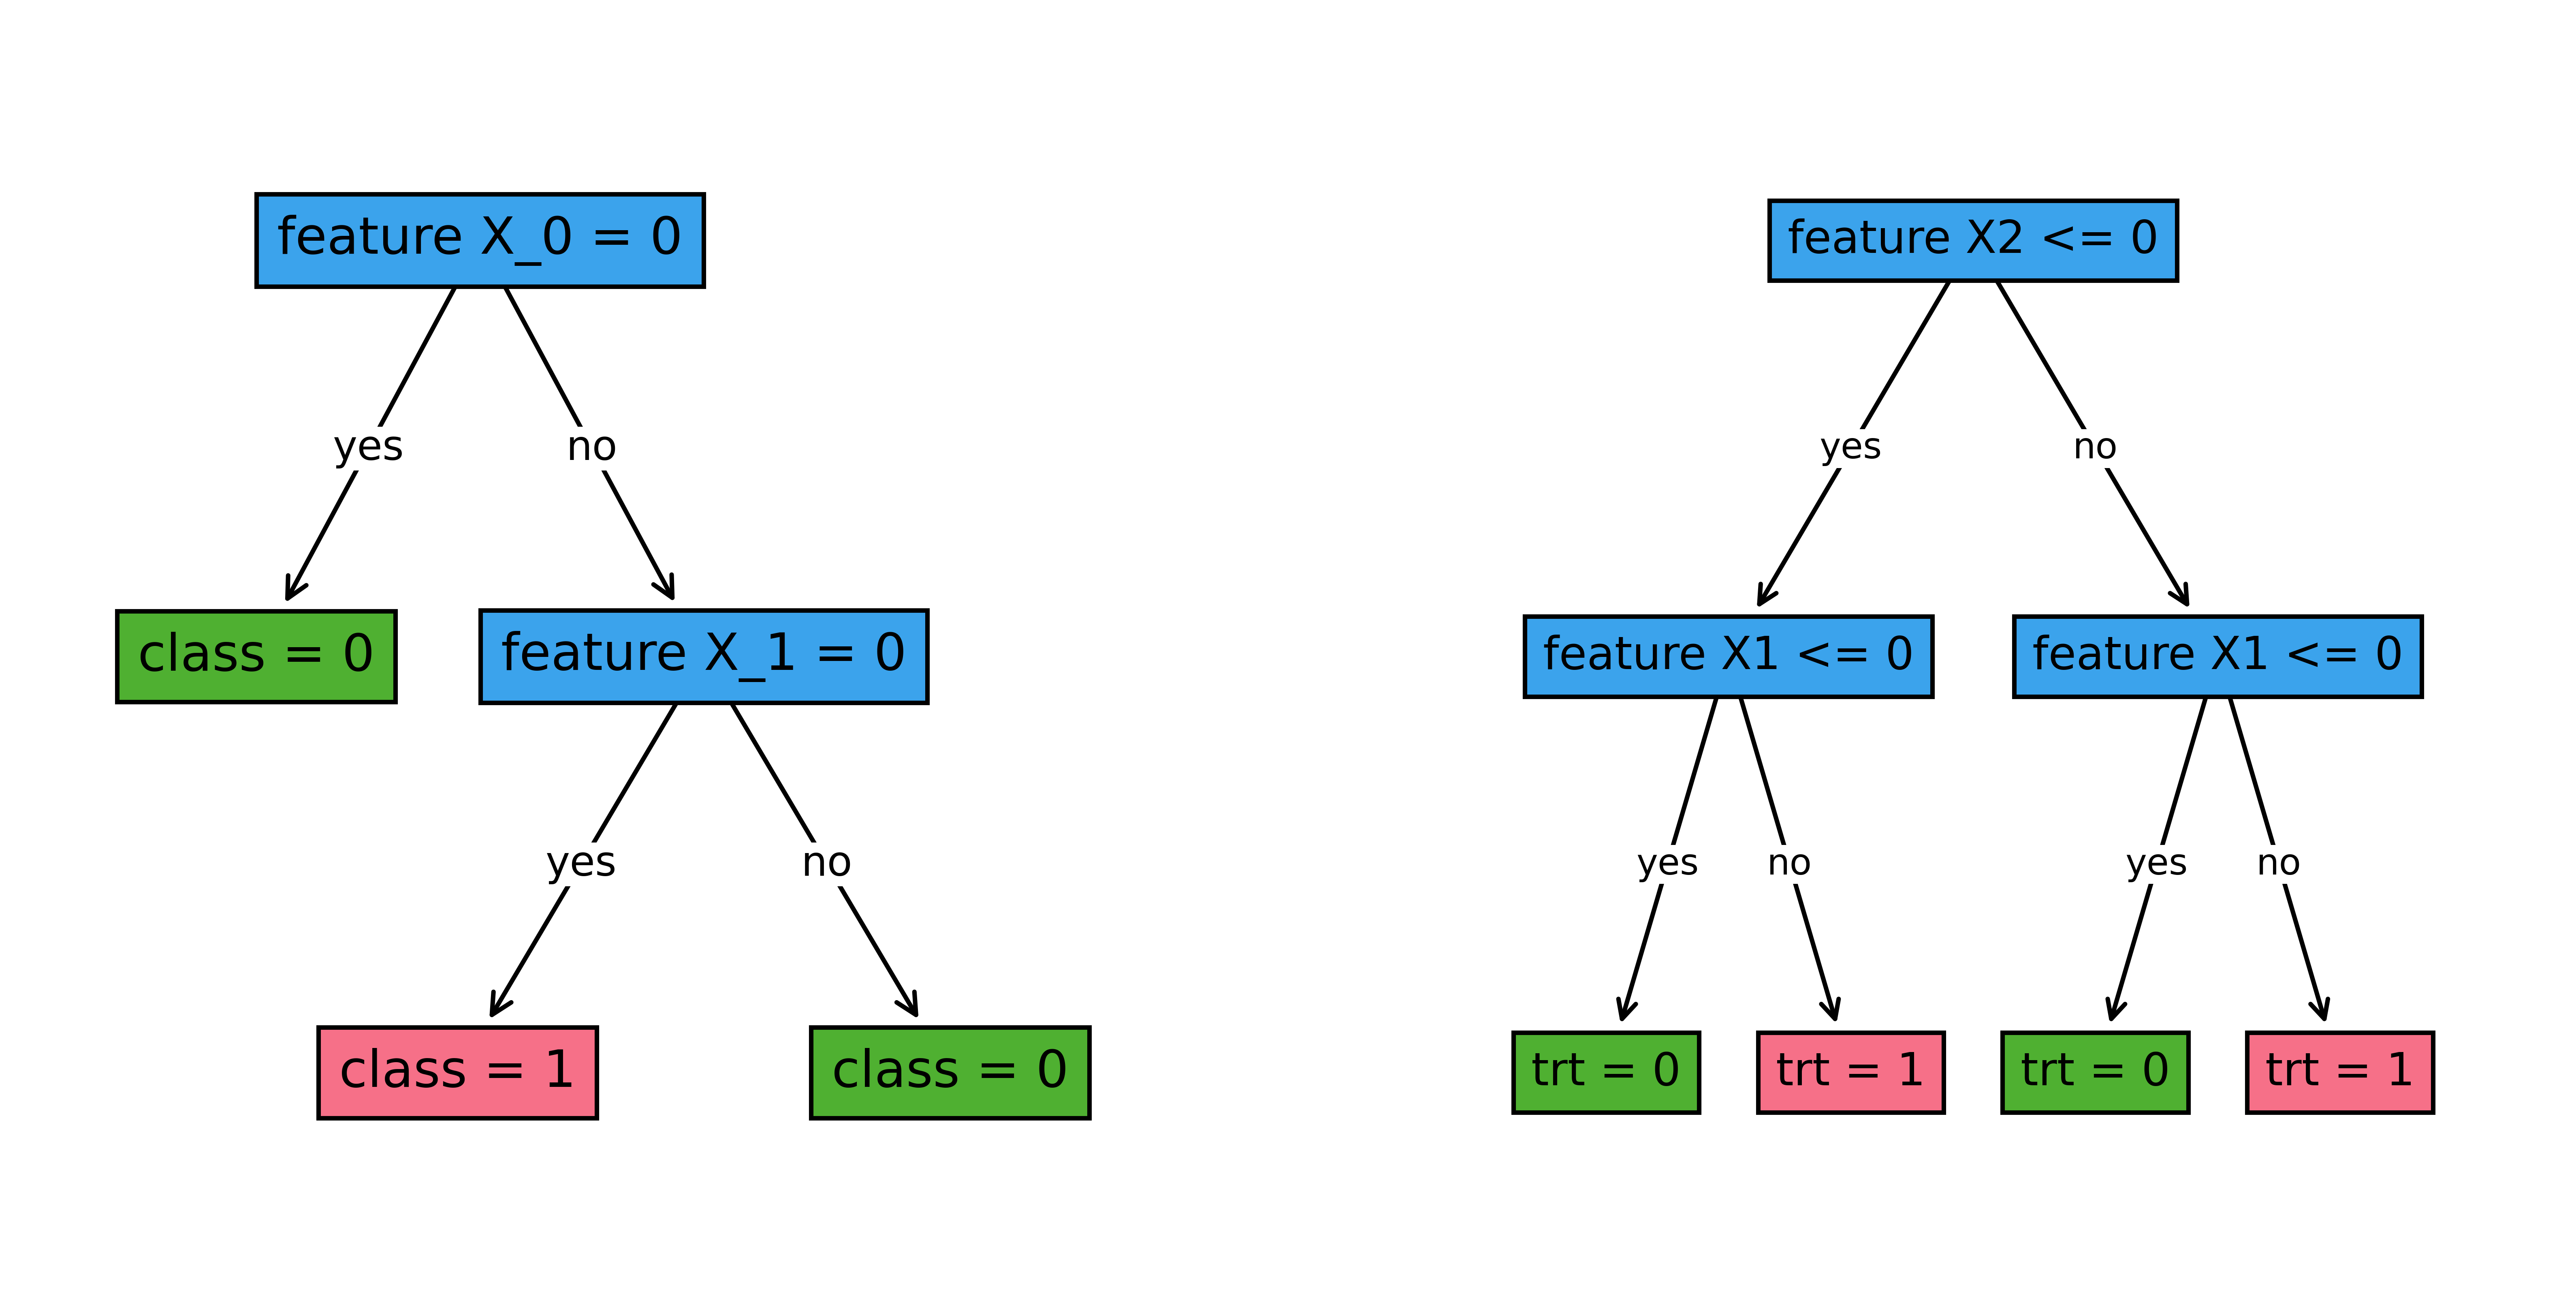 feature X_0 = 0
yes
no
class = 0
feature X_1 = 0
yes
no
class = 1
class = 0
feature X2 <= 0
yes
no
feature X1 <= 0
feature X1 <= 0
yes
no
yes
no
trt = 0
trt = 1
trt = 0
trt = 1